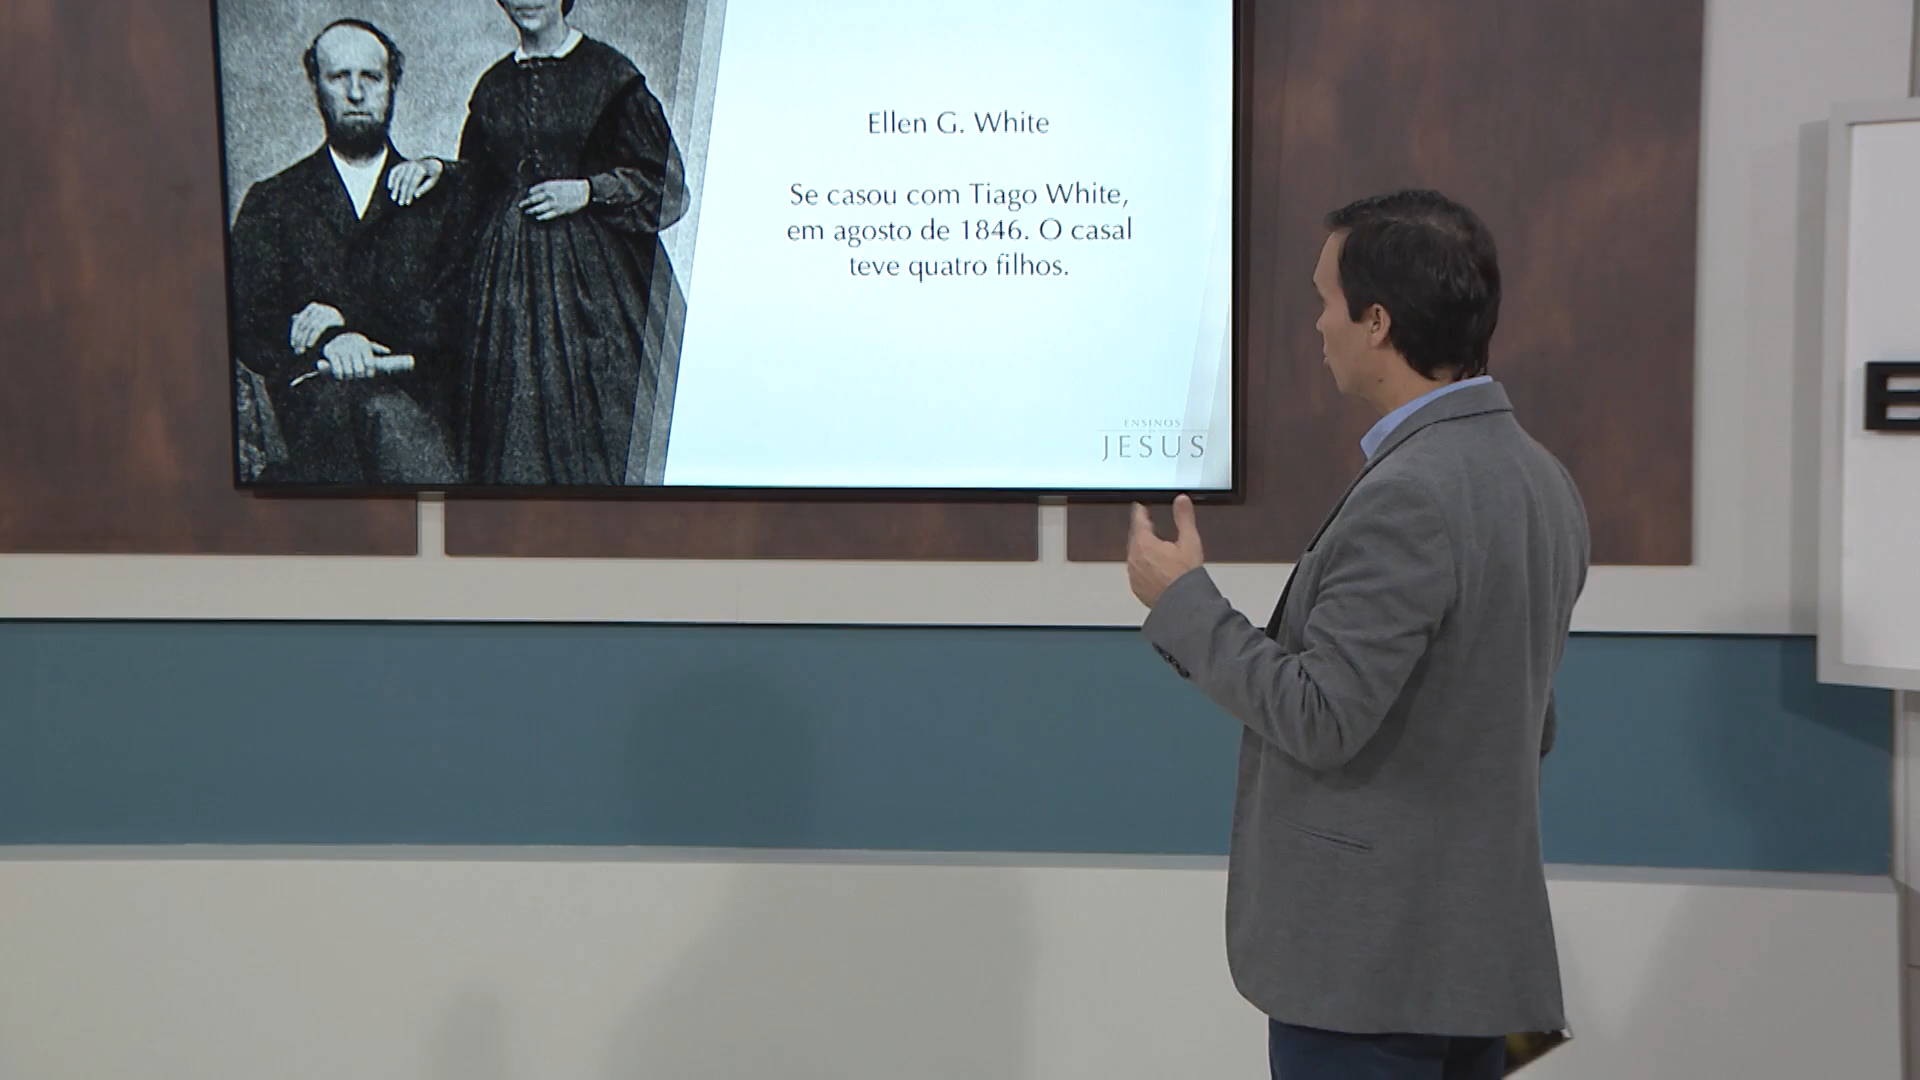 Ellen G. White
Se casou com Tiago White,
em agosto de 1846. O casal
teve quatro filhos.
ENSINOS
JESUS